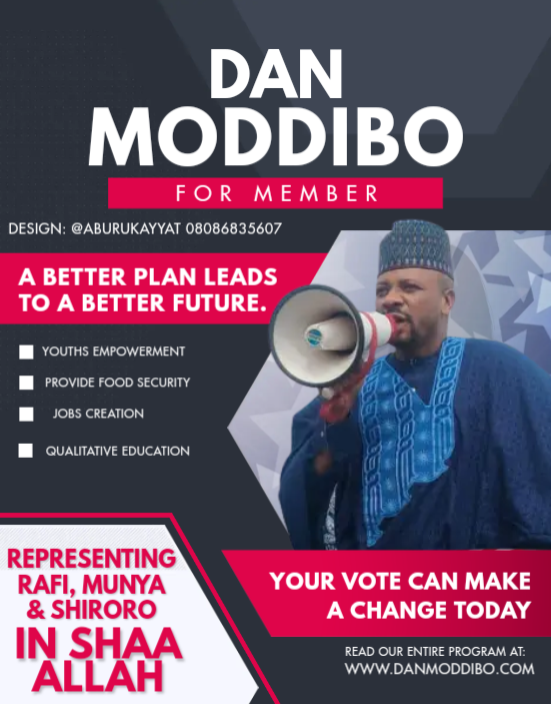 DAN
MODDIBO
FOR MEMBER
DESIGN: @ABURUKAYYAT 08086835607
A BETTER PLAN LEADS
TO A BETTER FUTURE.
YOUTHS EMPOWERMENT
PROVIDE FOOD SECURITY
JOBS CREATION
QUALITATIVE EDUCATION
REPRESENTING
RAFI, MUNYA
& SHIRORO
IN SHAA
ALLAH
YOUR VOTE CAN MAKE
A CHANGE TODAY
READ OUR ENTIRE PROGRAM AT:
WWW.DANMODDIBO.COM